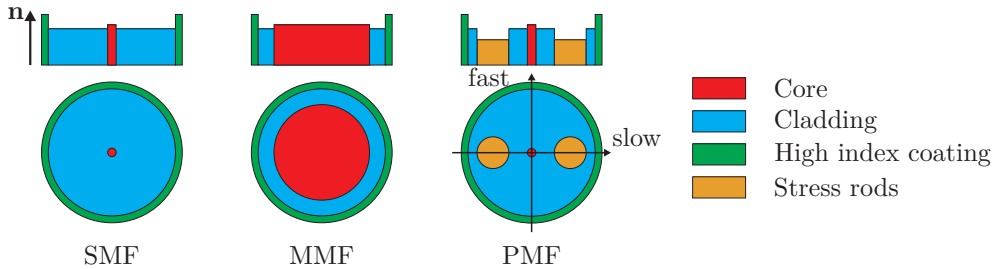 n
fast
slow
SMF
MMF
PMF
Core
Cladding
High index coating
Stress rods